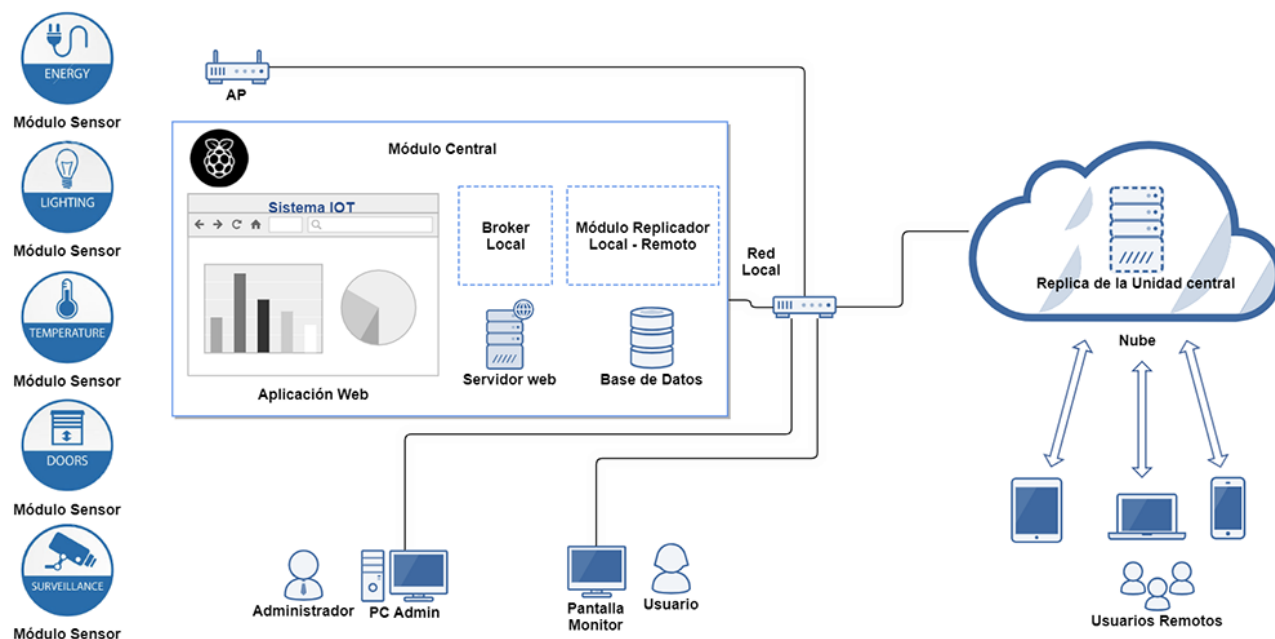 ENERGY
Módulo Sensor
LIGHTING
Módulo Sensor
TEMPERATURE
Módulo Sensor
DOORS
Módulo Sensor
SURVEILLANCE
Módulo Sensor
AP
Módulo Central
Sistema IOT
Aplicación Web
Broker
Local
Módulo Replicador
Local - Remoto
Servidor web
Base de Datos
Red
Local
Administrador
PC Admin
Pantalla
Monitor
Usuario
Replica de la Unidad central
Nube
Usuarios Remotos